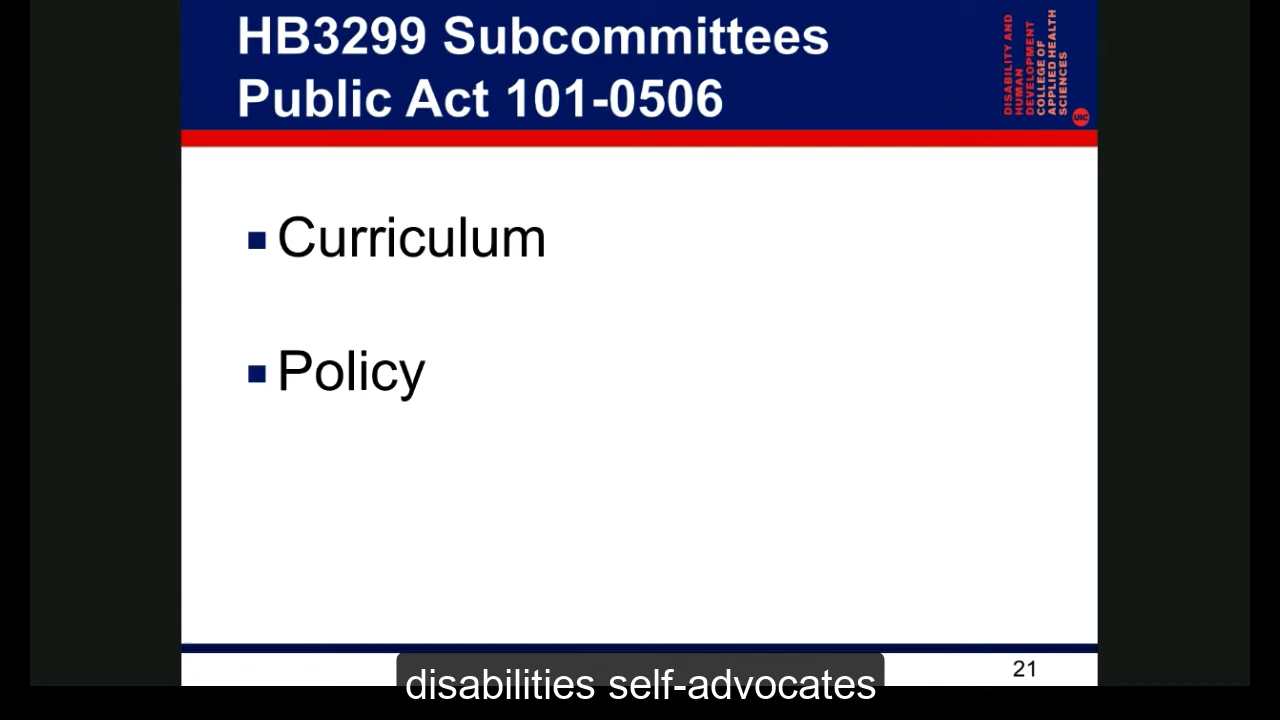 HB3299 Subcommittees
Public Act 101-0506
DISABILITY AND
HUMAN
DEVELOPMENT
COLLEGE OF
APPLIED HEALTH
SCIENCES
UIC
Curriculum
Policy
21
disabilities self-advocates